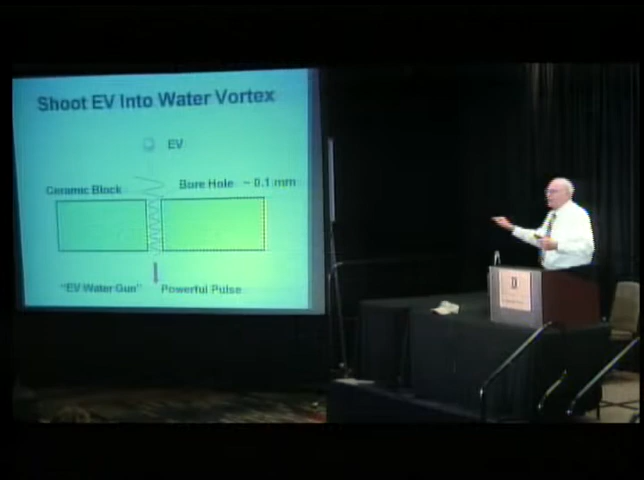 Shoot EV Into Water Vortex
EV
Ceramic Block
Bore Hole ~ 0.1 mm
"EV Water Gun"
Powerful Pulse